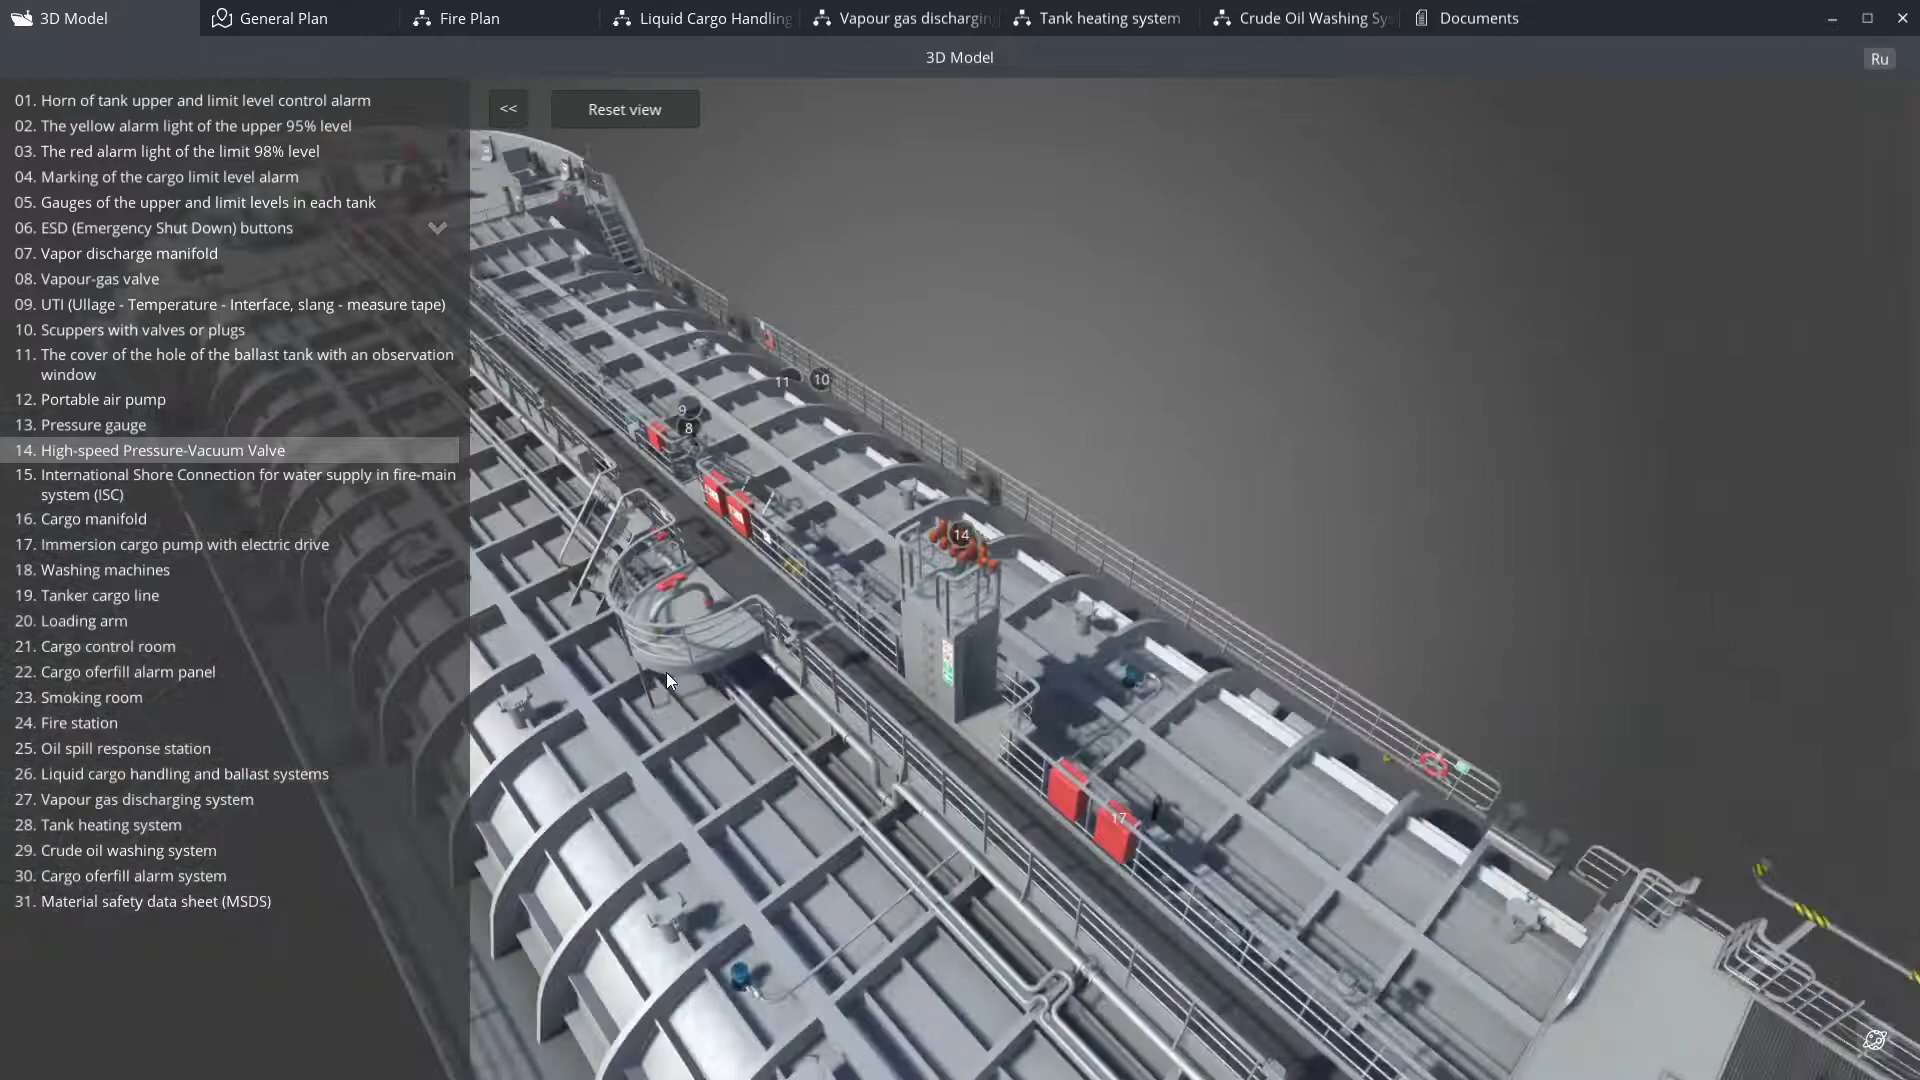 3D Model
General Plan
Fire Plan
Liquid Cargo Handling
Vapour gas dischargin
Tank heating system
Crude Oil Washing Sy
Documents
3D Model
Ru
<<
Reset view
01. Horn of tank upper and limit level control alarm
02. The yellow alarm light of the upper 95% level
03. The red alarm light of the limit 98% level
04. Marking of the cargo limit level alarm
05. Gauges of the upper and limit levels in each tank
06. ESD (Emergency Shut Down) buttons
07. Vapor discharge manifold
08. Vapour-gas valve
09. UTI (Ullage - Temperature - Interface, slang - measure tape)
10. Scuppers with valves or plugs
11. The cover of the hole of the ballast tank with an observation
window
12. Portable air pump
13. Pressure gauge
14. High-speed Pressure-Vacuum Valve
15. International Shore Connection for water supply in fire-main
system (ISC)
16. Cargo manifold
17. Immersion cargo pump with electric drive
18. Washing machines
19. Tanker cargo line
20. Loading arm
21. Cargo control room
22. Cargo oferfill alarm panel
23. Smoking room
24. Fire station
25. Oil spill response station
26. Liquid cargo handling and ballast systems
27. Vapour gas discharging system
28. Tank heating system
29. Crude oil washing system
30. Cargo oferfill alarm system
31. Material safety data sheet (MSDS)
11
10
9
8
14
17